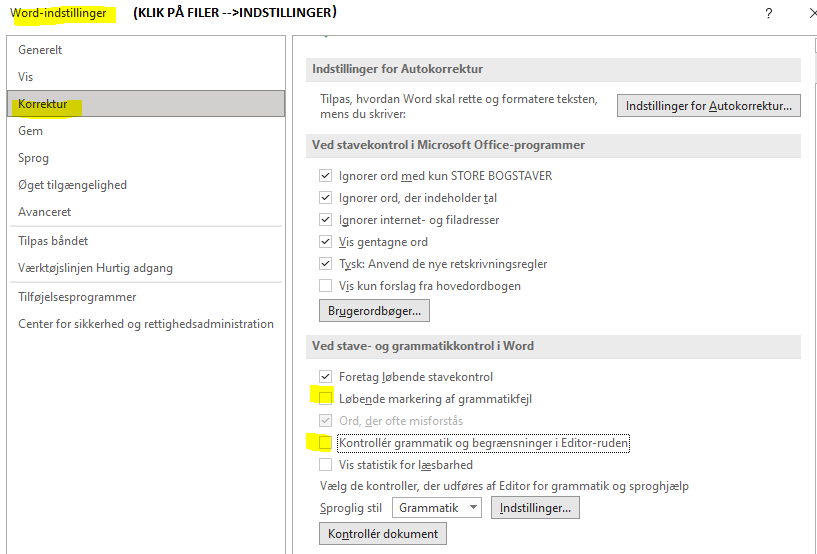 Word-indstillinger (KLIK PÅ FILER -->INDSTILLINGER) ?
Generelt
Vis
Korrektur
Gem
Sprog
Øget tilgængelighed
Avanceret
Tilpas båndet
Værktøjslinjen Hurtig adgang
Tilføjelsesprogrammer
Center for sikkerhed og rettighedsadministration
Indstillinger for Autokorrektur
Tilpas, hvordan Word skal rette og formatere teksten,
mens du skriver:
Indstillinger for Autokorrektur...
Ved stavekontrol i Microsoft Office-programmer
Ignorer ord med kun STORE BOGSTAVER
Ignorer ord, der indeholder tal
Ignorer internet- og filadresser
Vis gentagne ord
Tysk: Anvend de nye retskrivningsregler
Vis kun forslag fra hovedordbogen
Brugerordbøger...
Ved stave- og grammatikkontrol i Word
Foretag løbende stavekontrol
Løbende markering af grammatikfejl
Ord, der ofte misforstås
Kontrollér grammatik og begrænsninger i Editor-ruden
Vis statistik for læsbarhed
Vælg de kontroller, der udføres af Editor for grammatik og sproghjælp
Sproglig stil Grammatik Indstillinger...
Kontrollér dokument